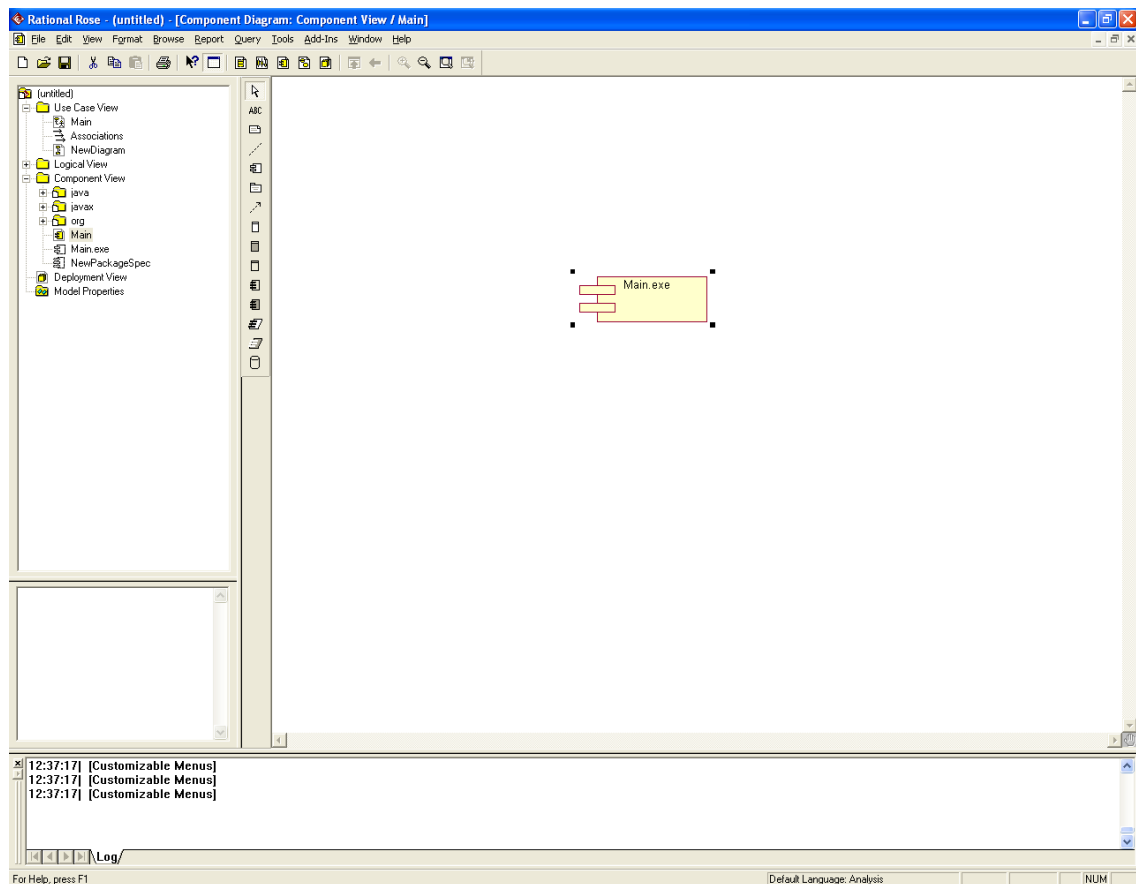 Rational Rose - (untitled) - [Component Diagram: Component View / Main]
File Edit View Format Browse Report Query Tools Add-Ins Window Help
(untitled)
Use Case View
Main
Associations
NewDiagram
Logical View
Component View
java
javax
org
Main
Main.exe
NewPackageSpec
Deployment View
Model Properties
ABC
Main.exe
12:37:17| [Customizable Menus]
12:37:17| [Customizable Menus]
12:37:17| [Customizable Menus]
Log
For Help, press F1 Default Language: Analysis NUM